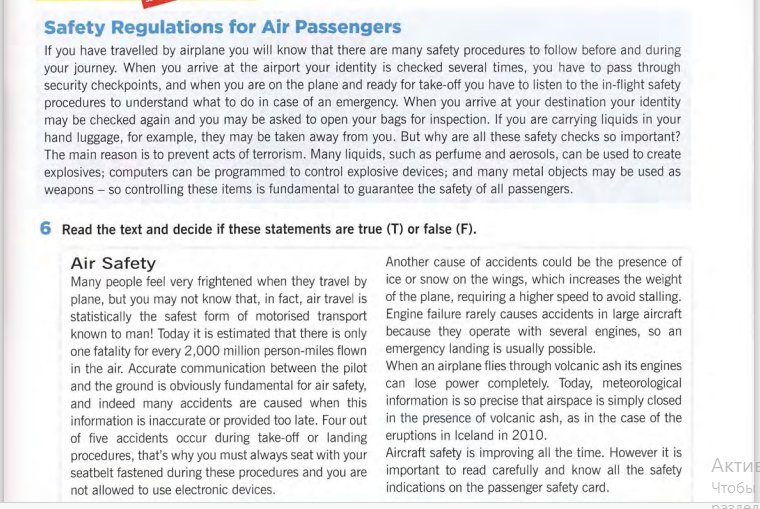 Safety Regulations for Air Passengers
If you have travelled by airplane you will know that there are many safety procedures to follow before and during
your journey. When you arrive at the airport your identity is checked several times, you have to pass through
security checkpoints, and when you are on the plane and ready for take-off you have to listen to the in-flight safety
procedures to understand what to do in case of an emergency. When you arrive at your destination your identity
may be checked again and you may be asked to open your bags for inspection. If you are carrying liquids in your
hand luggage, for example, they may be taken away from you. But why are all these safety checks so important?
The main reason is to prevent acts of terrorism. Many liquids, such as perfume and aerosols, can be used to create
explosives; computers can be programmed to control explosive devices; and many metal objects may be used as
weapons – so controlling these items is fundamental to guarantee the safety of all passengers.
6 Read the text and decide if these statements are true (T) or false (F).
Air Safety
Many people feel very frightened when they travel by
plane, but you may not know that, in fact, air travel is
statistically the safest form of motorised transport
known to man! Today it is estimated that there is only
one fatality for every 2,000 million person-miles flown
in the air. Accurate communication between the pilot
and the ground is obviously fundamental for air safety,
and indeed many accidents are caused when this
information is inaccurate or provided too late. Four out
of five accidents occur during take-off or landing
procedures, that's why you must always seat with your
seatbelt fastened during these procedures and you are
not allowed to use electronic devices.
Another cause of accidents could be the presence of
ice or snow on the wings, which increases the weight
of the plane, requiring a higher speed to avoid stalling.
Engine failure rarely causes accidents in large aircraft
because they operate with several engines, so an
emergency landing is usually possible.
When an airplane flies through volcanic ash its engines
can lose power completely. Today, meteorological
information is so precise that airspace is simply closed
in the presence of volcanic ash, as in the case of the
eruptions in Iceland in 2010.
Aircraft safety is improving all the time. However it is
important to read carefully and know all the safety
indications on the passenger safety card.
Чтобы